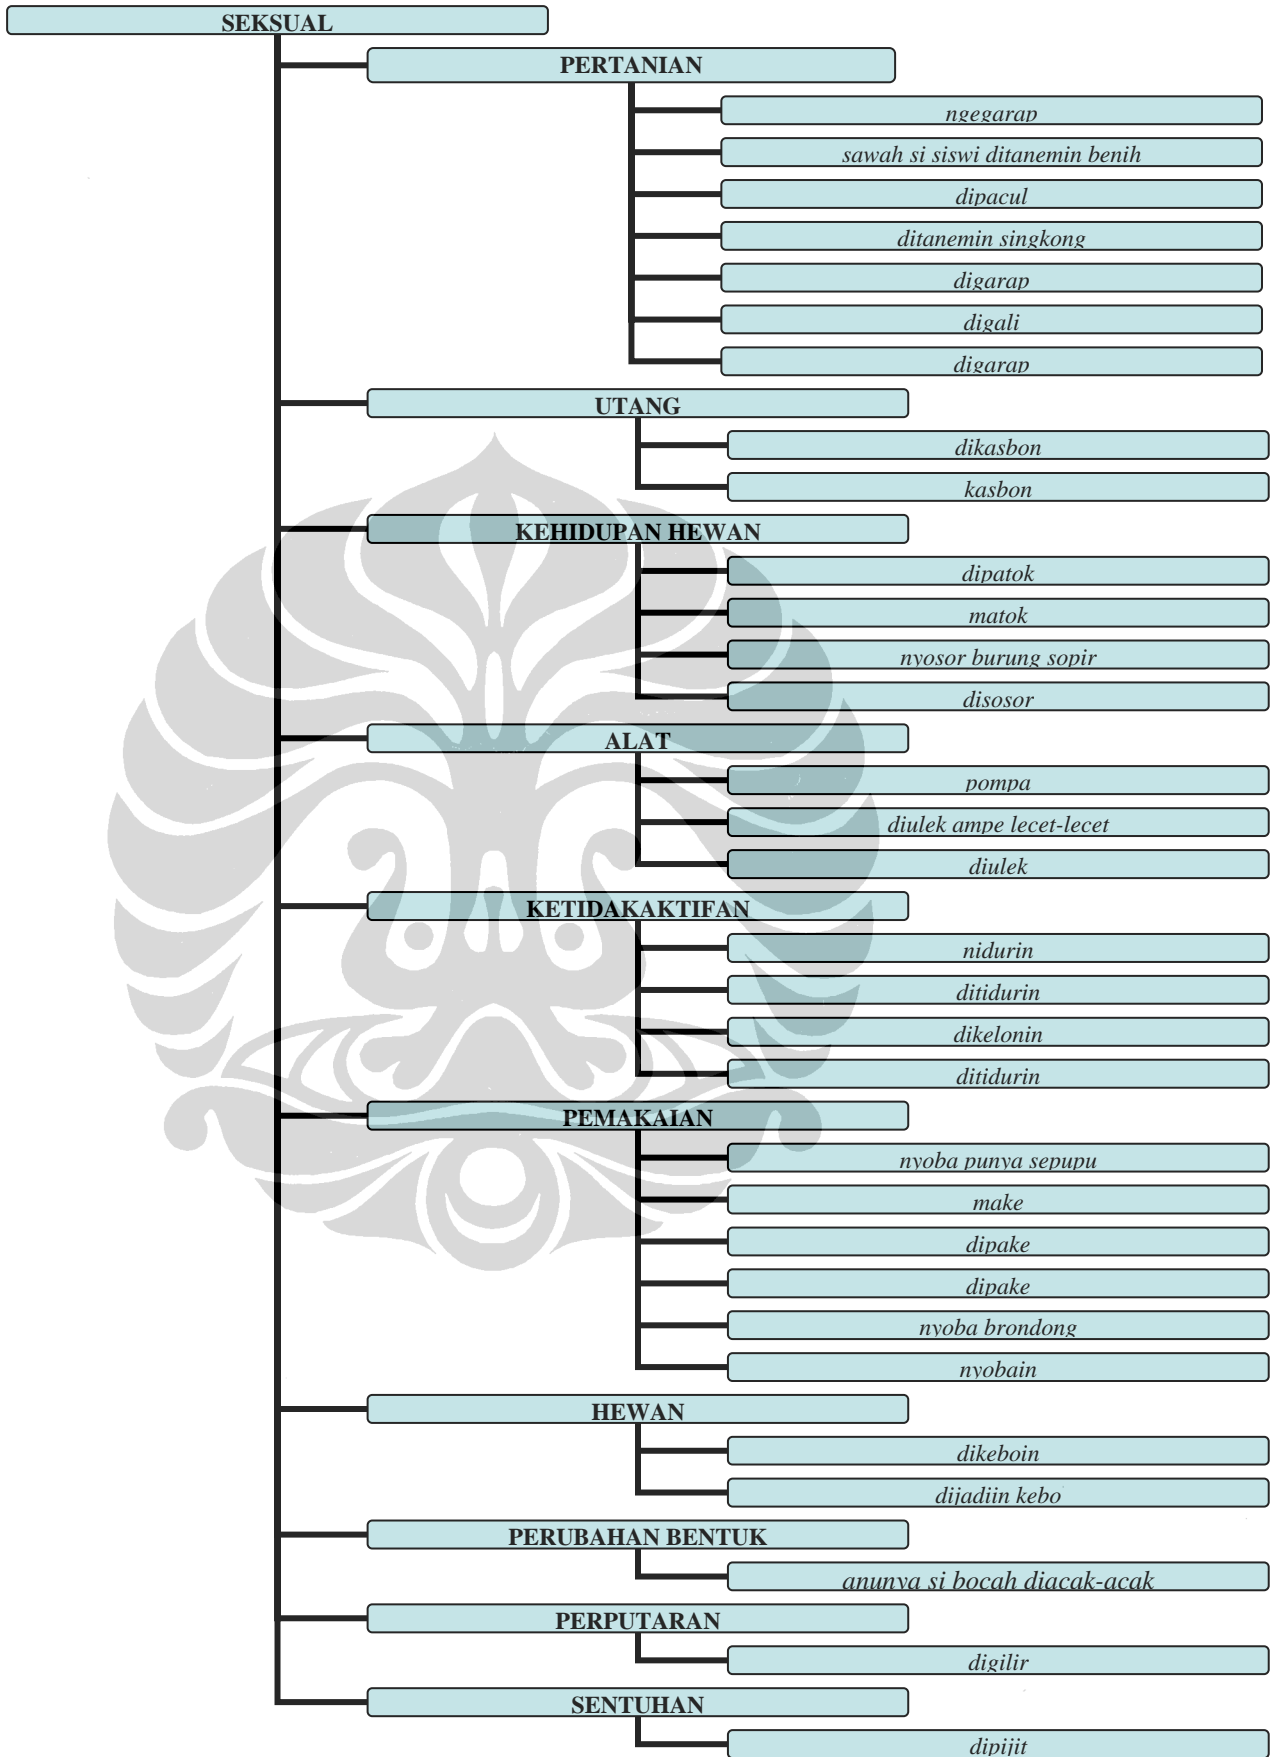 SEKSUAL
PERTANIAN
ngegarap
sawah si siswi ditanemin benih
dipacul
ditanemin singkong
digarap
digali
digarap
UTANG
dikasbon
kasbon
KEHIDUPAN HEWAN
dipatok
matok
nyosor burung sopir
disosor
ALAT
pompa
diulek ampe lecet-lecet
diulek
KETIDAKAKTIFAN
nidurin
ditidurin
dikelonin
ditidurin
PEMAKAIAN
nyoba punya sepupu
make
dipake
dipake
nyoba brondong
nyobain
HEWAN
dikeboin
dijadiin kebo
PERUBAHAN BENTUK
anunya si bocah diacak-acak
PERPUTARAN
digilir
SENTUHAN
dipijit